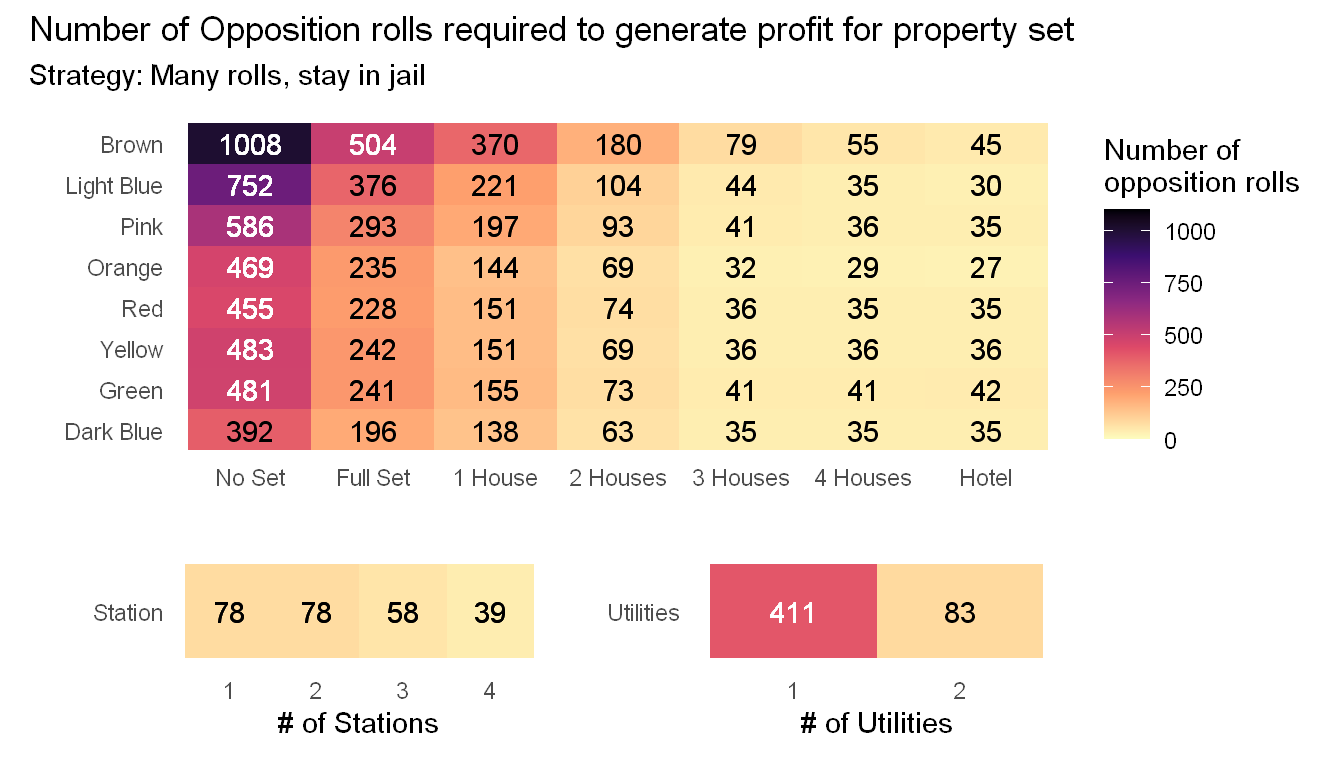 Number of Opposition rolls required to generate profit for property set
Strategy: Many rolls, stay in jail
Brown 1008 504 370 180 79 55 45
Light Blue 752 376 221 104 44 35 30
Pink 586 293 197 93 41 36 35
Orange 469 235 144 69 32 29 27
Red 455 228 151 74 36 35 35
Yellow 483 242 151 69 36 36 36
Green 481 241 155 73 41 41 42
Dark Blue 392 196 138 63 35 35 35
No Set Full Set 1 House 2 Houses 3 Houses 4 Houses Hotel
Number of
opposition rolls
1000
750
500
250
0
Station 78 78 58 39
1 2 3 4
# of Stations
Utilities 411 83
1 2
# of Utilities